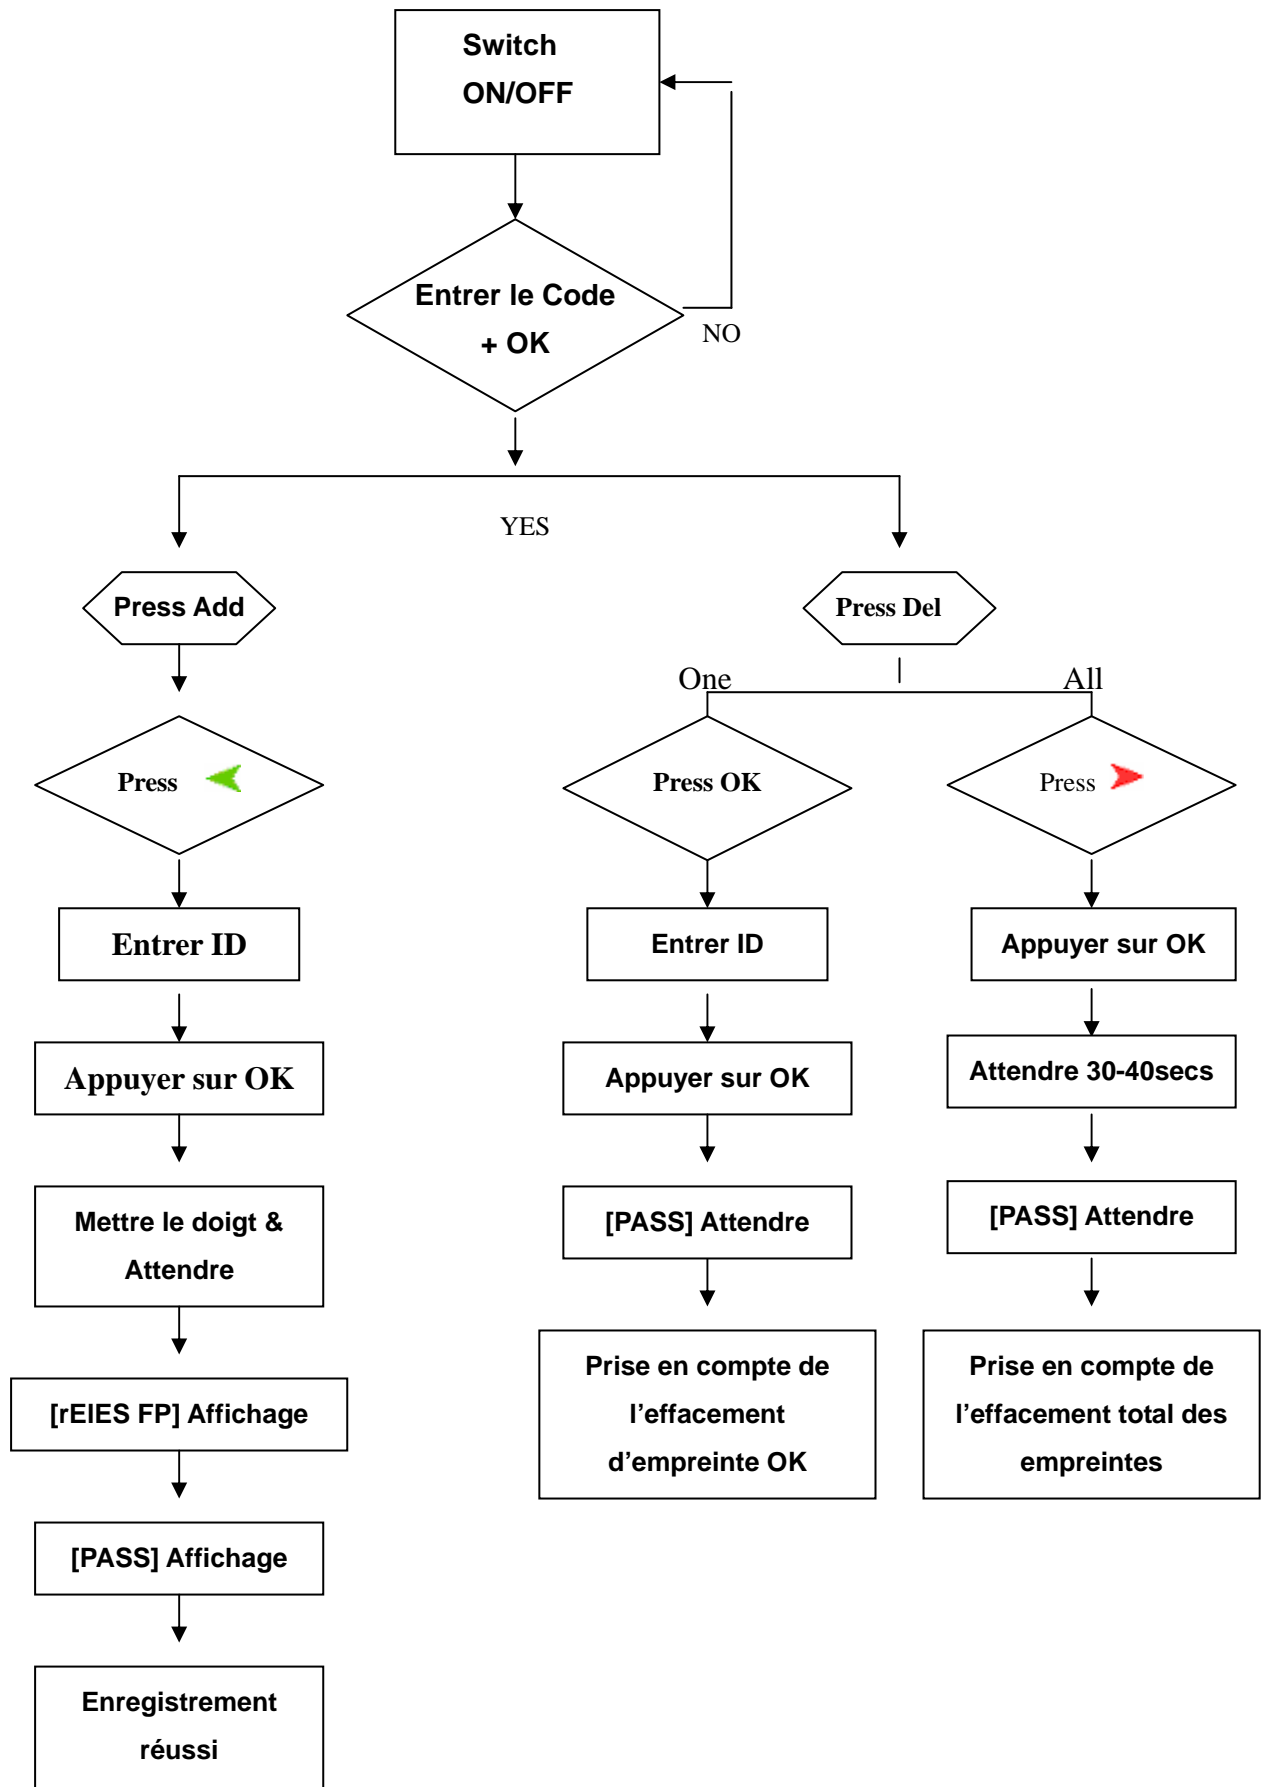 Switch
ON/OFF
Entrer le Code
+ OK
NO
YES
Press Add
Press
Entrer ID
Appuyer sur OK
Mettre le doigt &
Attendre
[rEIES FP] Affichage
[PASS] Affichage
Enregistrement
réussi
Press Del
One
All
Press OK
Entrer ID
Appuyer sur OK
[PASS] Attendre
Prise en compte de
l’effacement
d’empreinte OK
Press
Appuyer sur OK
Attendre 30-40secs
[PASS] Attendre
Prise en compte de
l’effacement total des
empreintes